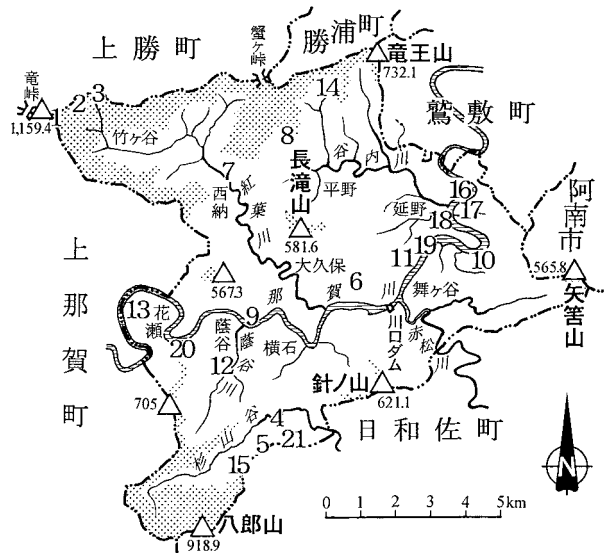 上勝町
勝浦町
蟹ケ峠
竜王山
732.1
鷲敷町
阿南市
竜峠
1,159.4
1
2
3
竹ヶ谷
14
8
谷内川
平野
長滝山
581.6
7
西納
紅葉川
大久保
延野
16
17
18
19
10
11
565.8
矢筈山
上那賀町
567.3
6
那賀川
舞ヶ谷
川口ダム
赤松川
13
花瀬
20
9
蔭谷
蔭谷川
12
横石
針ノ山
621.1
日和佐町
705
杉山谷
4
5
21
15
八郎山
918.9
N
0 1 2 3 4 5km